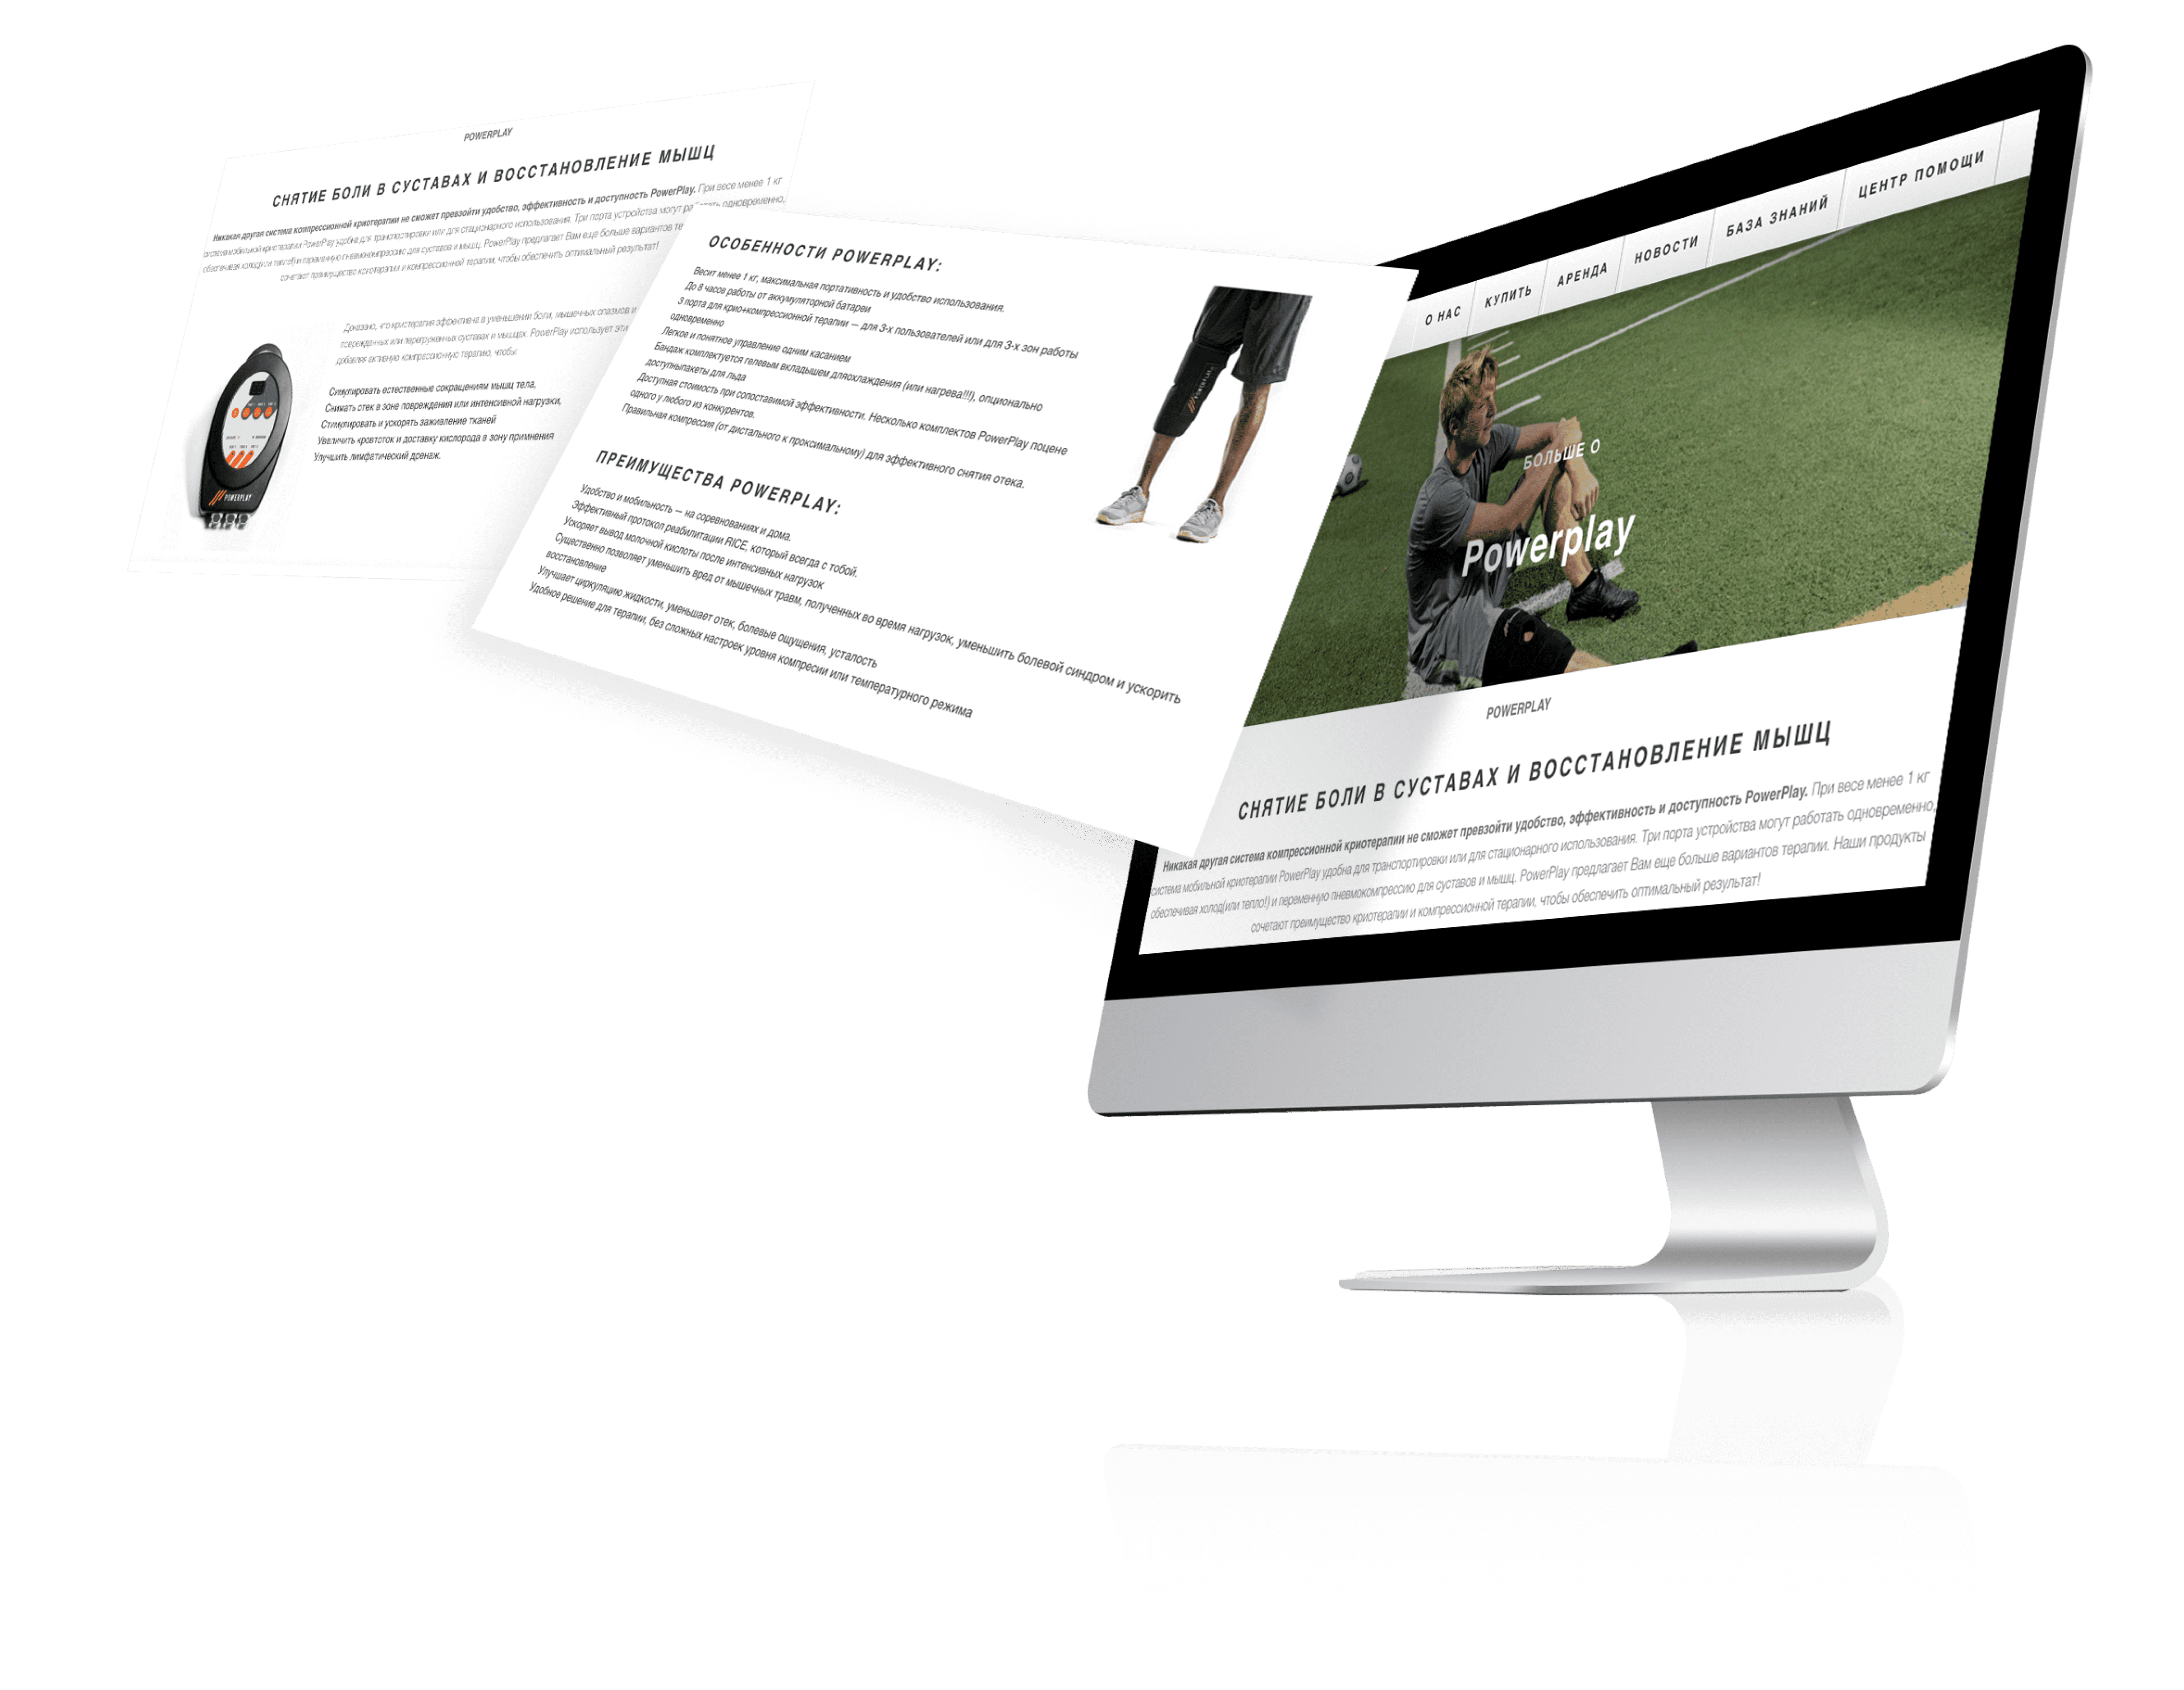 POWERPLAY
СНЯТИЕ БОЛИ В СУСТАВАХ И ВОССТАНОВЛЕНИЕ МЫШЦ
Никакая другая система компрессионной криотерапии не сможет превзойти удобство, эффективность и доступность PowerPlay. При весе менее 1 кг
система мобильной криотерапии PowerPlay удобна для транспортировки или для стационарного использования. Три порта устройства могут одновременно,
обеспечивая холод(или тепло!) и переменную пневмокомпрессию для суставов и мышц. PowerPlay предлагает Вам еще больше вариантов
сочетают преимущество криотерапии и компрессионной терапии, чтобы обеспечить оптимальный результат!
Доказано, что криотерапия эффективна в уменьшении боли, мышечных спазмов и
поврежденных или перегруженных суставах и мышцах. PowerPlay использует эти
добавляя активную компрессионную терапию, чтобы:
Симулировать естественные сокращениям мышц тела,
Снижать отек в зоне повреждения или интенсивной нагрузки,
Стимулировать и ускорять заживление тканей
Увеличить кровоток и доставку кислорода в зону примнения
Улучшить лимфатический дренаж.
POWERPLAY
ОСОБЕННОСТИ POWERPLAY:
Весит менее 1 кг, максимальная портативность и удобство использования.
До 8 часов работы от аккумуляторной батареи
3 порта для крио+компрессионной терапии — для 3-х пользователей или для 3-х зон работы
одновременно
Легкое и понятное управление одним касанием
Бандаж комплектуется гелевым вкладышем дляохлаждения (или нагрева!!!), опционально
доступныпакеты для льда
Доступная стоимость при сопоставимой эффективности. Несколько комплектов PowerPlay поцене
одного у любого из конкурентов.
Правильная компрессия (от дистального к проксимальному) для эффективного снятия отека.
ПРЕИМУЩЕСТВА POWERPLAY:
Удобство и мобильность — на соревнованиях и дома.
Эффективный протокол реабилитации RICE, который всегда с тобой.
Ускоряет вывод молочной кислоты после интенсивных нагрузок
Существенно позволяет уменьшить вред от мышечных травм, полученных во время нагрузок, уменьшить болевой синдром и ускорить
восстановление
Улучшает циркуляцию жидкости, уменьшает отек, болевые ощущения, усталость
Удобное решение для терапии, без сложных настроек уровня компресии или температурного режима
О НАС КУПИТЬ АРЕНДА НОВОСТИ БАЗА ЗНАНИЙ ЦЕНТР ПОМОЩИ
БОЛЬШЕ О
Powerplay
POWERPLAY
СНЯТИЕ БОЛИ В СУСТАВАХ И ВОССТАНОВЛЕНИЕ МЫШЦ
Никакая другая система компрессионной криотерапии не сможет превзойти удобство, эффективность и доступность PowerPlay. При весе менее 1 кг
система мобильной криотерапии PowerPlay удобна для транспортировки или для стационарного использования. Три порта устройства могут работать одновременно,
обеспечивая холод(или тепло!) и переменную пневмокомпрессию для суставов и мышц. PowerPlay предлагает Вам еще больше вариантов терапии. Наши продукты
сочетают преимущество криотерапии и компрессионной терапии, чтобы обеспечить оптимальный результат!